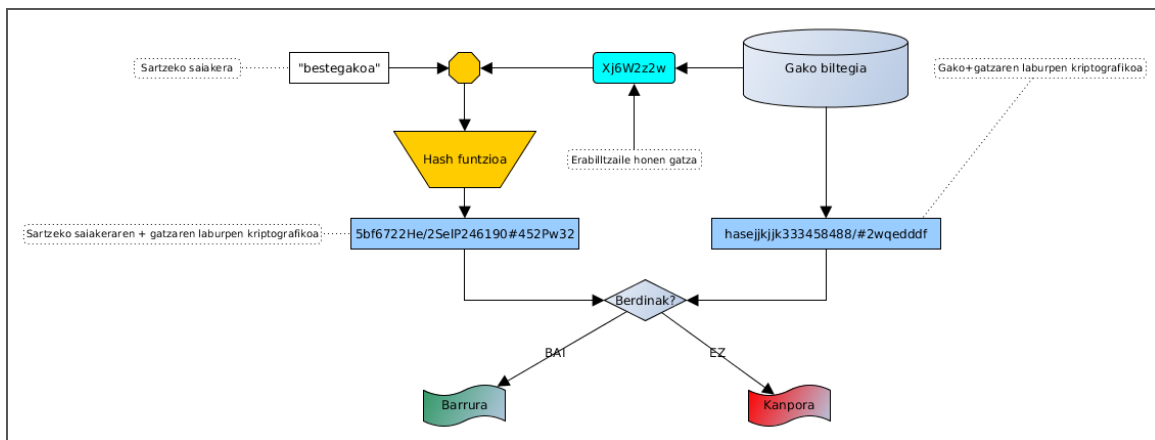 Sartzeko saiakera
"bestegakoa"
Xj6W2z2w
Gako biltegia
Gako+gatzaren laburpen kriptografikoa
Hash funtzioa
Erabilltzaile honen gatza
Sartzeko saiakeraren + gatzaren laburpen kriptografikoa
5bf6722He/2SeIP246190#452Pw32
hasejjkjjk333458488/#2wqedddf
Berdinak?
BAI
EZ
Barrura
Kanpora